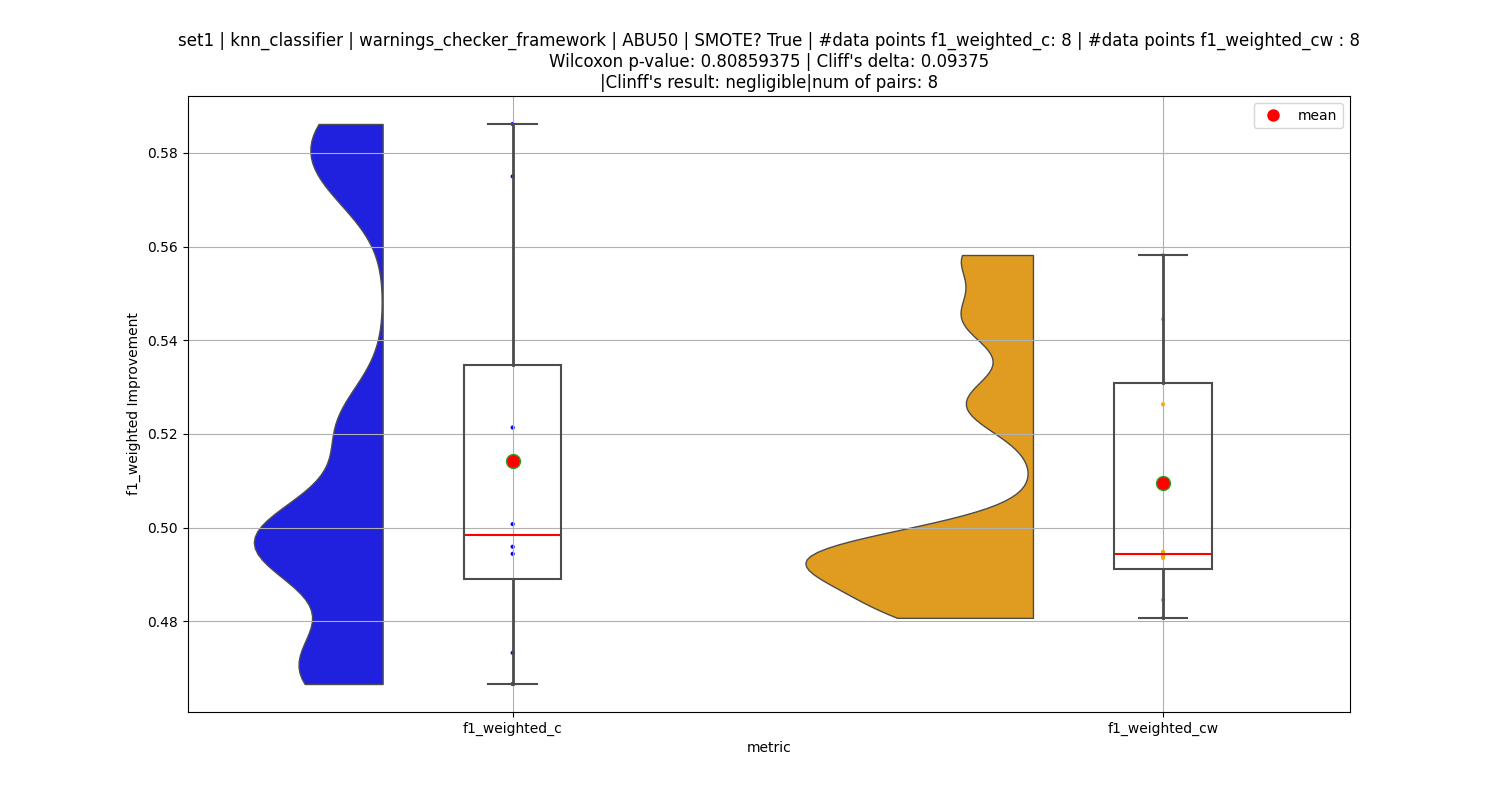 set1 | knn_classifier | warnings_checker_framework | ABU50 | SMOTE? True | #data points f1_weighted_c: 8 | #data points f1_weighted_cw : 8
Wilcoxon p-value: 0.80859375 | Cliff's delta: 0.09375
|Clinff's result: negligible|num of pairs: 8
mean
0.58
0.56
0.54
0.52
0.50
0.48
f1_weighted Improvement
f1_weighted_c
f1_weighted_cw
metric